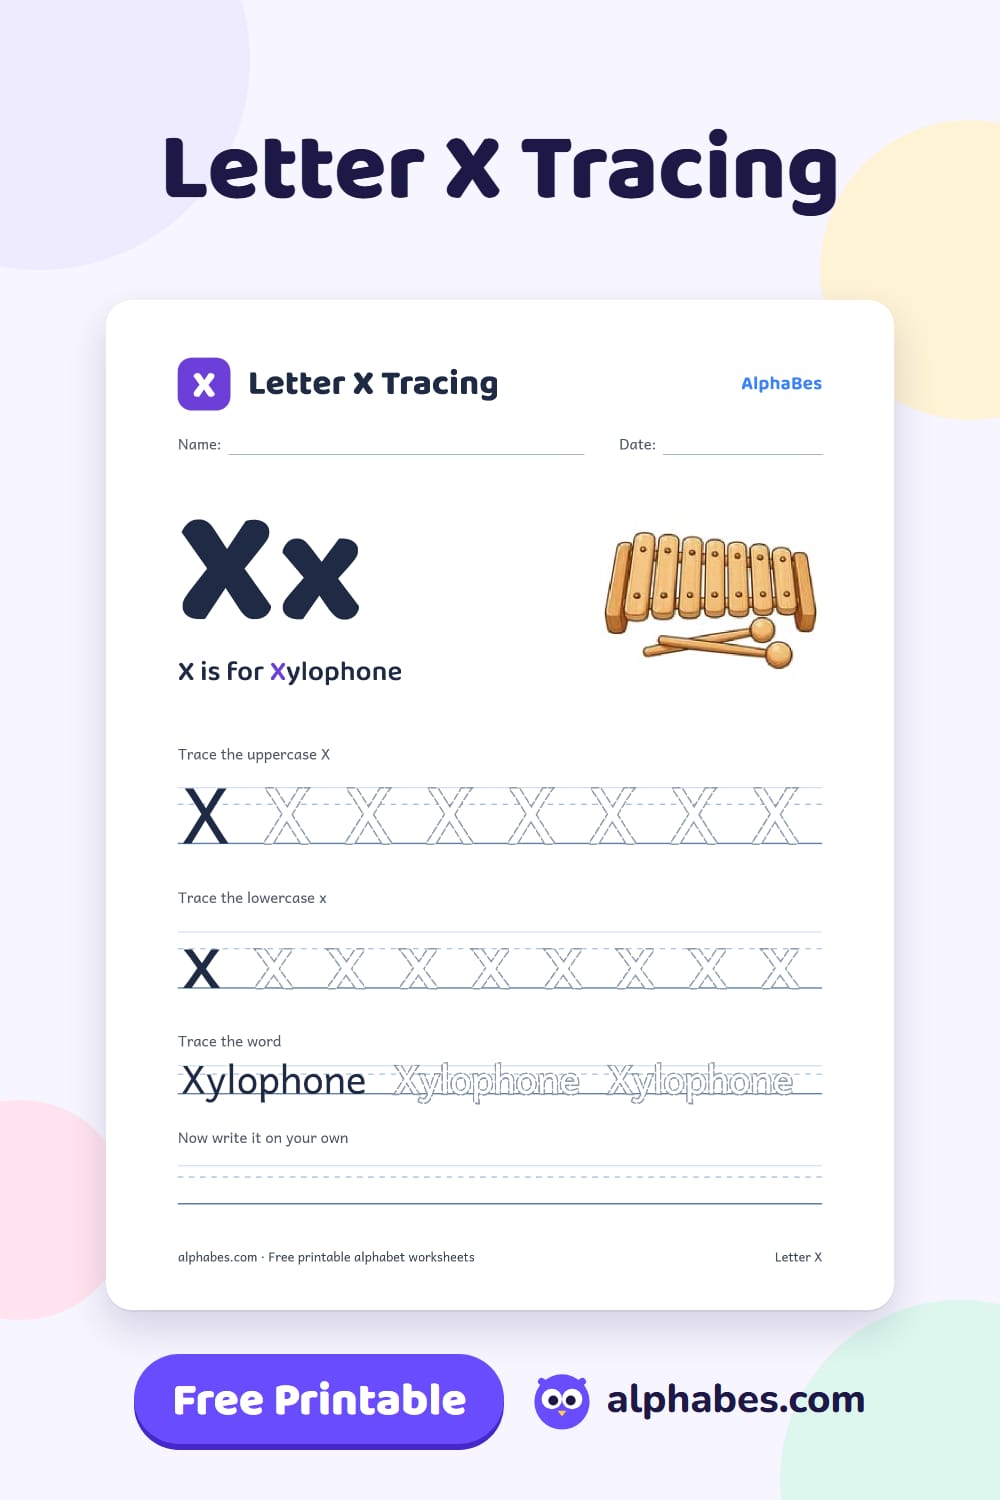 Letter X Tracing
X Letter X Tracing AlphaBes
Name: Date:
Xx
X is for Xylophone
Trace the uppercase X
X X X X X X X X
Trace the lowercase x
x x x x x x x x x
Trace the word
Xylophone Xylophone Xylophone
Now write it on your own
alphabes.com · Free printable alphabet worksheets Letter X
Free Printable alphabes.com